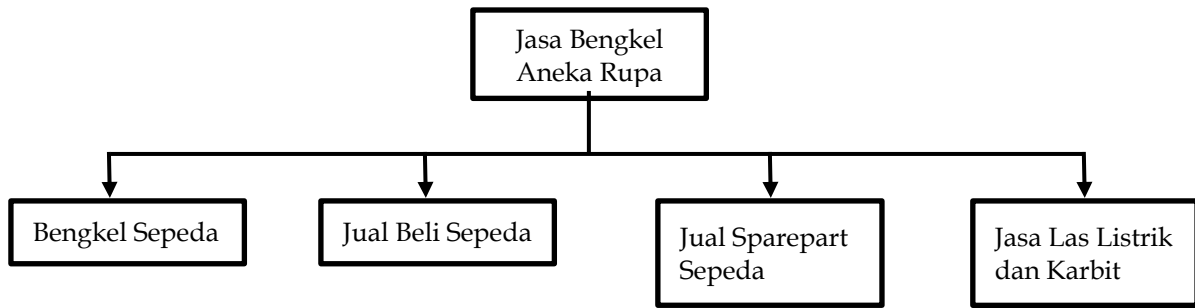 Jasa Bengkel
Aneka Rupa
Bengkel Sepeda
Jual Beli Sepeda
Jual Sparepart
Sepeda
Jasa Las Listrik
dan Karbit